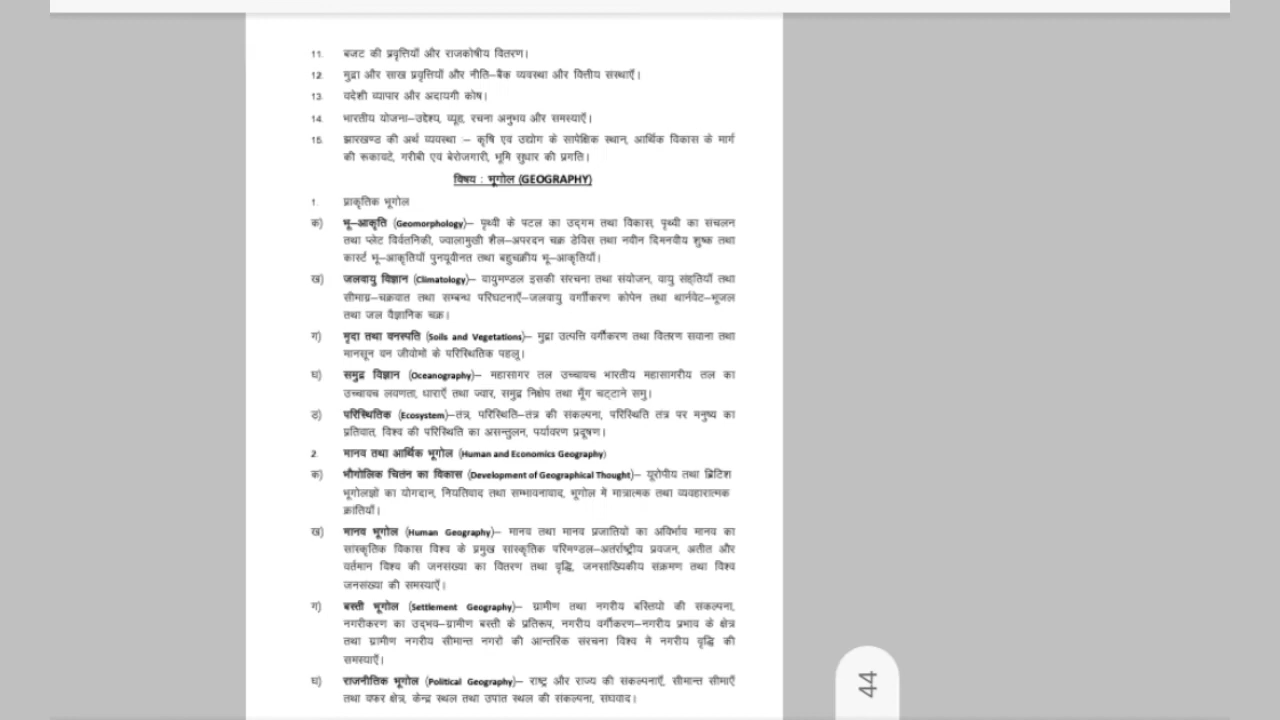 11. बजट की प्रवृत्तियाँ और राजकोषीय वितरण।
12. मुद्रा और साख प्रवृत्तियाँ और नीति–बैंक व्यवस्था और वित्तीय संस्थाएँ।
13. वदेशी व्यापार और अदायगी कोष।
14. भारतीय योजना–उद्देश्य, व्यूह, रचना अनुभव और समस्याएँ।
15. झारखण्ड की अर्थ व्यवस्था :– कृषि एवं उद्योग के सापेक्षिक स्थान, आर्थिक विकास के मार्ग
की रूकावटे, गरीबी एवं बेरोजगारी, भूमि सुधार की प्रगति।
विषय : भूगोल (GEOGRAPHY)
1. प्राकृतिक भूगोल
क) भू–आकृति (Geomorphology)– पृथ्वी के पटल का उद्गम तथा विकास, पृथ्वी का संचलन
तथा प्लेट विर्वतनिकी, ज्वालामुखी शैल–अपरदन चक्र डेविस तथा नवीन दिमनवीय शुष्क तथा
कार्स्ट भू–आकृतियाँ पुनयूवीनत तथा बहुचक्रीय भू–आकृतियाँ।
ख) जलवायु विज्ञान (Climatology)– वायुमण्डल इसकी संरचना तथा संयोजन, वायु संहृतियाँ तथा
सीमाग्र–चक्रवात तथा सम्बन्ध परिघटनाएँ–जलवायु वर्गीकरण कोपेन तथा थार्नवेट–भूजल
तथा जल वैज्ञानिक चक्र।
ग) मृदा तथा वनस्पति (Soils and Vegetations)– मुद्रा उत्पत्ति वर्गीकरण तथा वितरण सवाना तथा
मानसून वन जीवोमों के परिस्थितिक पहलू।
घ) समुद्र विज्ञान (Oceanography)– महासागर तल उच्चावच भारतीय महासागरीय तल का
उच्चावच लवणता, धाराएँ तथा ज्वार, समुद्र निक्षेप तथा मूँग चट्टाने समु।
ड) परिस्थितिक (Ecosystem)–तंत्र, परिस्थिति–तंत्र की संकल्पना, परिस्थिति तंत्र पर मनुष्य का
प्रतिवात, विश्व की परिस्थिति का असन्तुलन, पर्यावरण प्रदूषण।
2. मानव तथा आर्थिक भूगोल (Human and Economics Geography)
क) भौगोलिक चिंतन का विकास (Development of Geographical Thought)– यूरोपीय तथा ब्रिटिश
भूगोलज्ञों का योगदान, नियतिवाद तथा सम्भावनावाद, भूगोल मे मात्रात्मक तथा व्यवहारात्मक
क्रांतियाँ।
ख) मानव भूगोल (Human Geography)– मानव तथा मानव प्रजातियों का अविर्भाव मानव का
सांस्कृतिक विकास विश्व के प्रमुख सांस्कृतिक परिमण्डल–अंतर्राष्ट्रीय प्रवजन, अतीत और
वर्तमान विश्व की जनसंख्या का वितरण तथा वृद्धि, जनसांख्यिकीय संक्रमण तथा विश्व
जनसंख्या की समस्याएँ।
ग) बस्ती भूगोल (Settlement Geography)– ग्रामीण तथा नगरीय बस्तियो की संकल्पना,
नगरीकरण का उद्भव–ग्रामीण बस्ती के प्रतिरूप, नगरीय वर्गीकरण–नगरीय प्रभाव के क्षेत्र
तथा ग्रामीण नगरीय सीमान्त नगरो की आन्तरिक संरचना विश्व मे नगरीय वृद्धि की
समस्याएँ।
घ) राजनीतिक भूगोल (Political Geography)– राष्ट्र और राज्य की संकल्पनाएँ, सीमान्त सीमाएँ
तथा वफर क्षेत्र, केन्द्र स्थल तथा उपांत स्थल की संकल्पना, संघवाद।
44